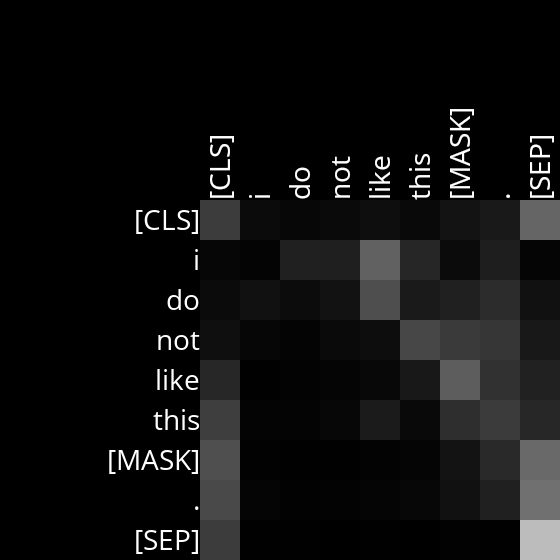 [CLS] i do not like this [MASK] . [SEP]
[CLS]
i
do
not
like
this
[MASK]
.
[SEP]